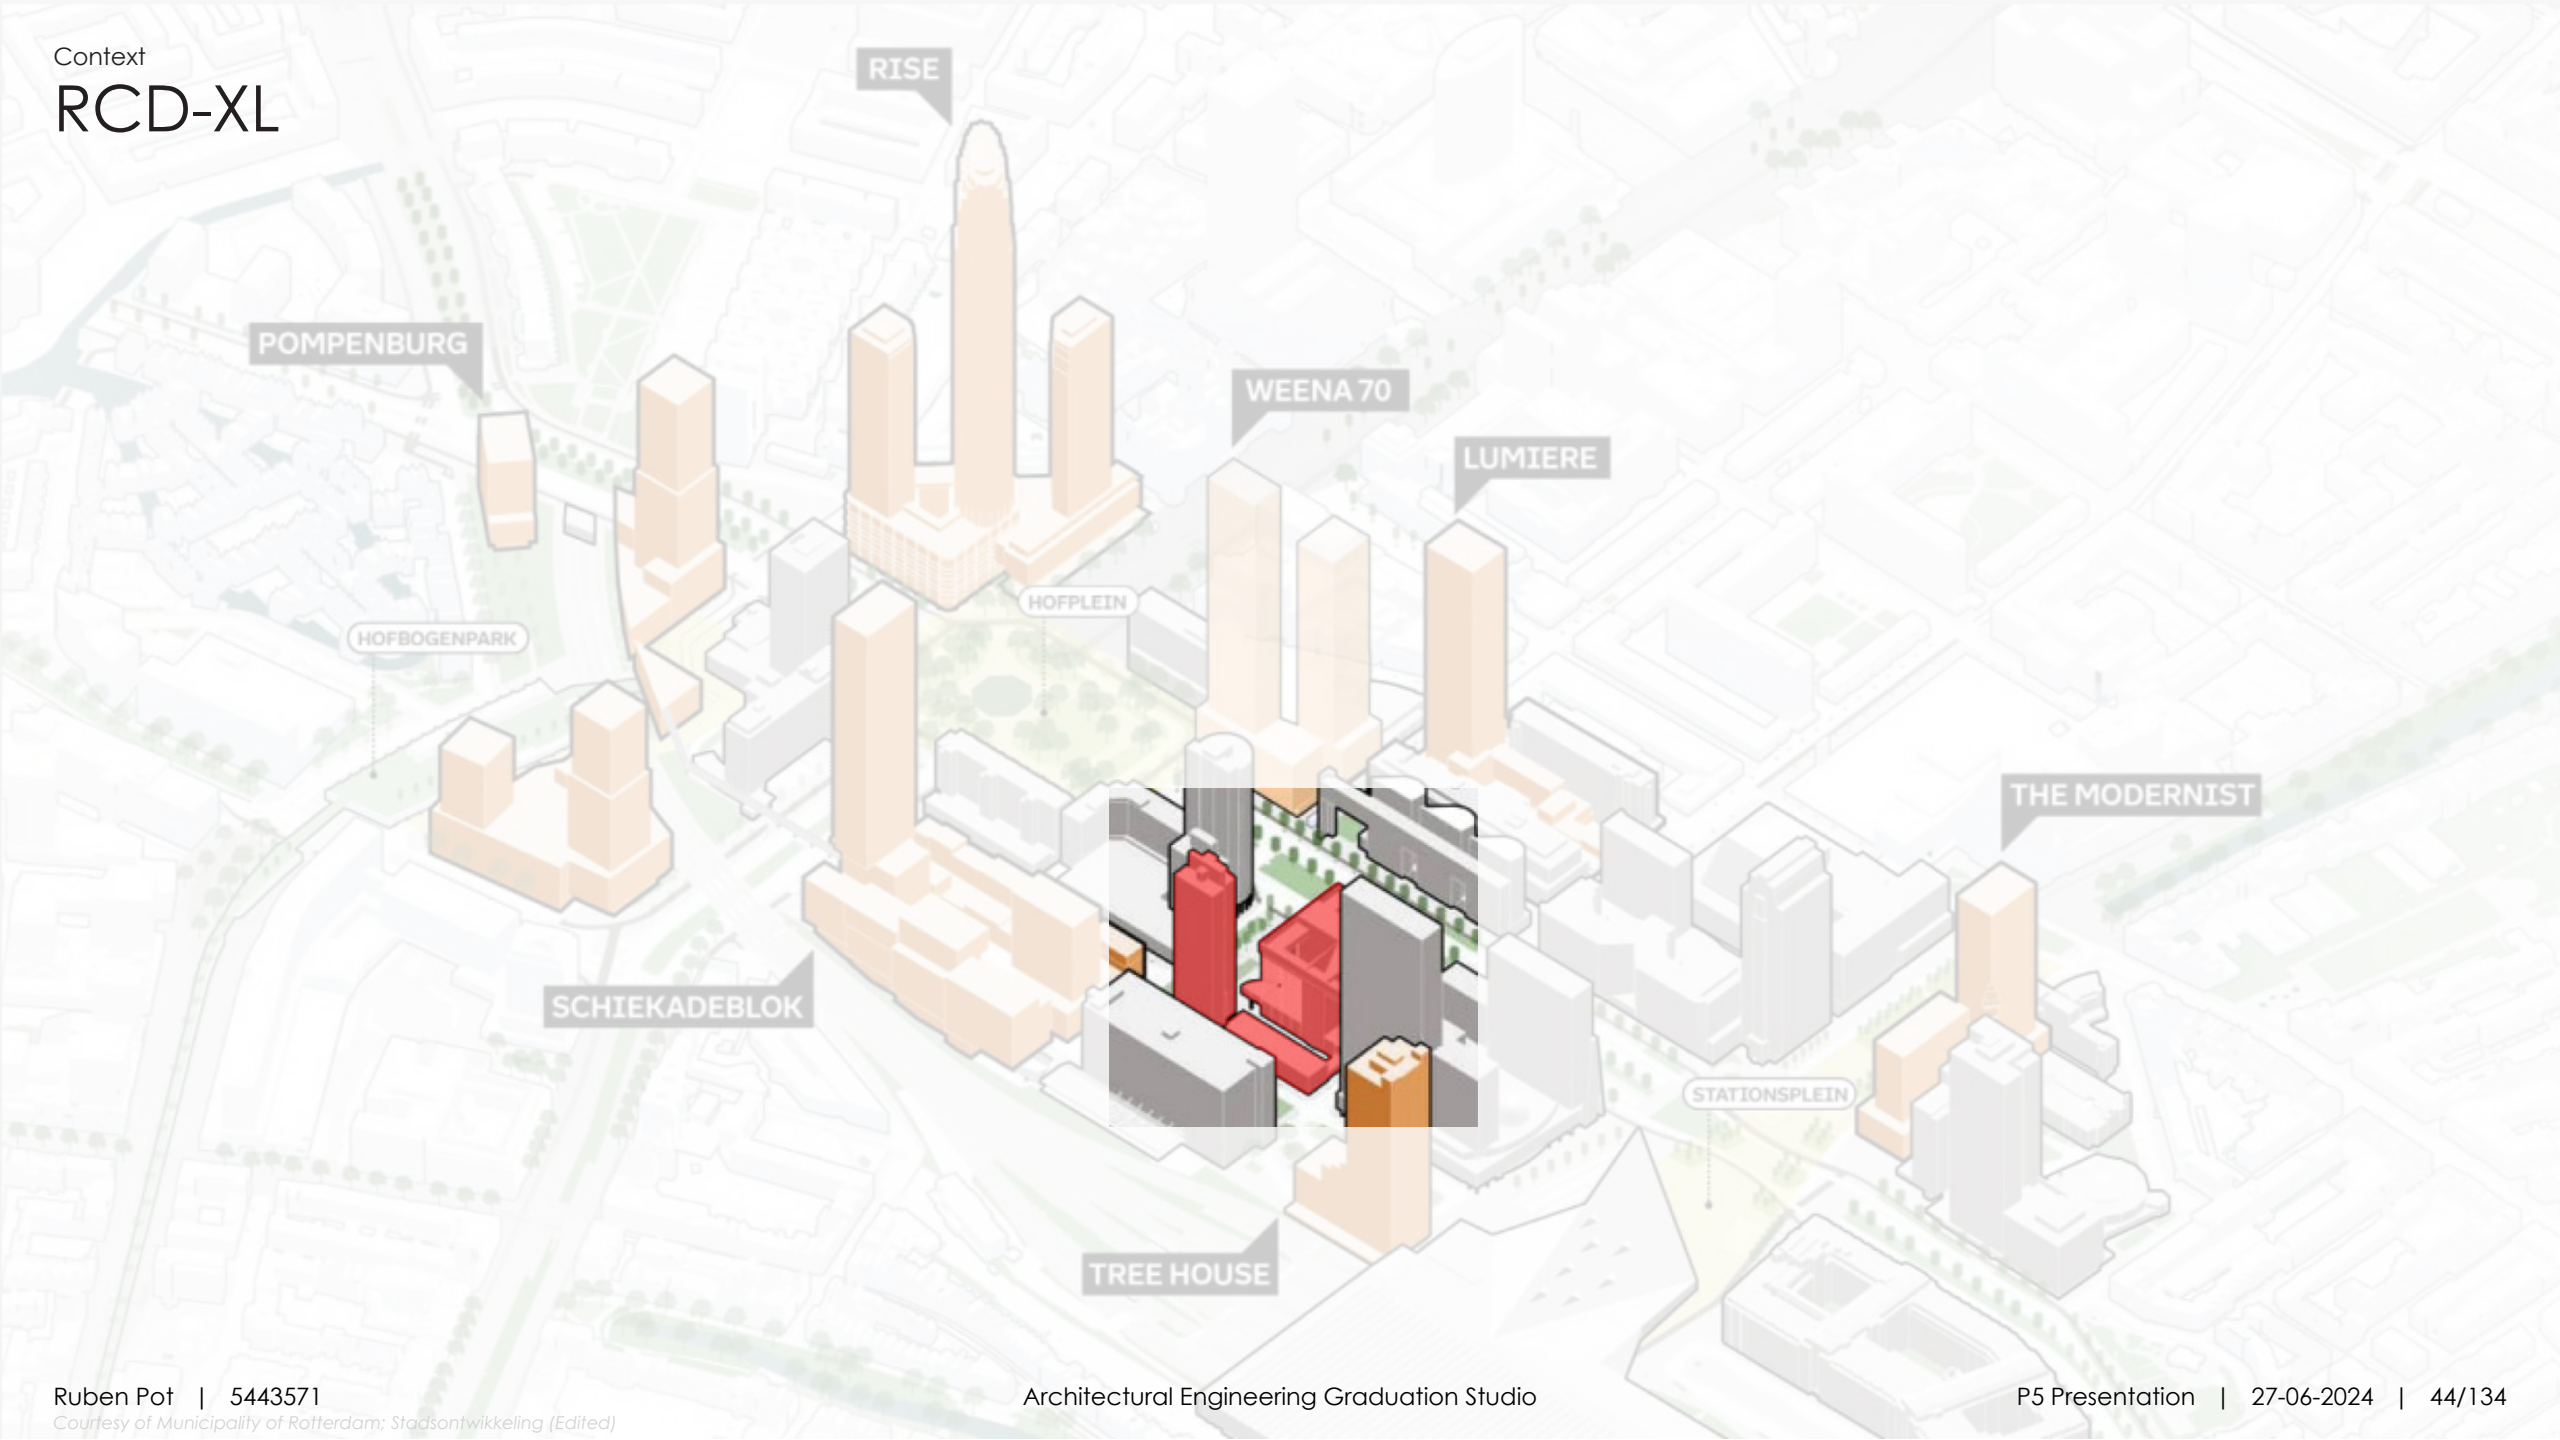 Context
RCD-XL
RISE
POMPENBURG
WEENA 70
LUMIERE
HOFPLEIN
HOFBOGENPARK
THE MODERNIST
SCHIEKADEBLOK
STATIONSPLEIN
TREE HOUSE
Ruben Pot | 5443571
Architectural Engineering Graduation Studio
P5 Presentation | 27-06-2024 | 44/134
Courtesy of Municipality of Rotterdam; Stadsontwikkeling (Edited)